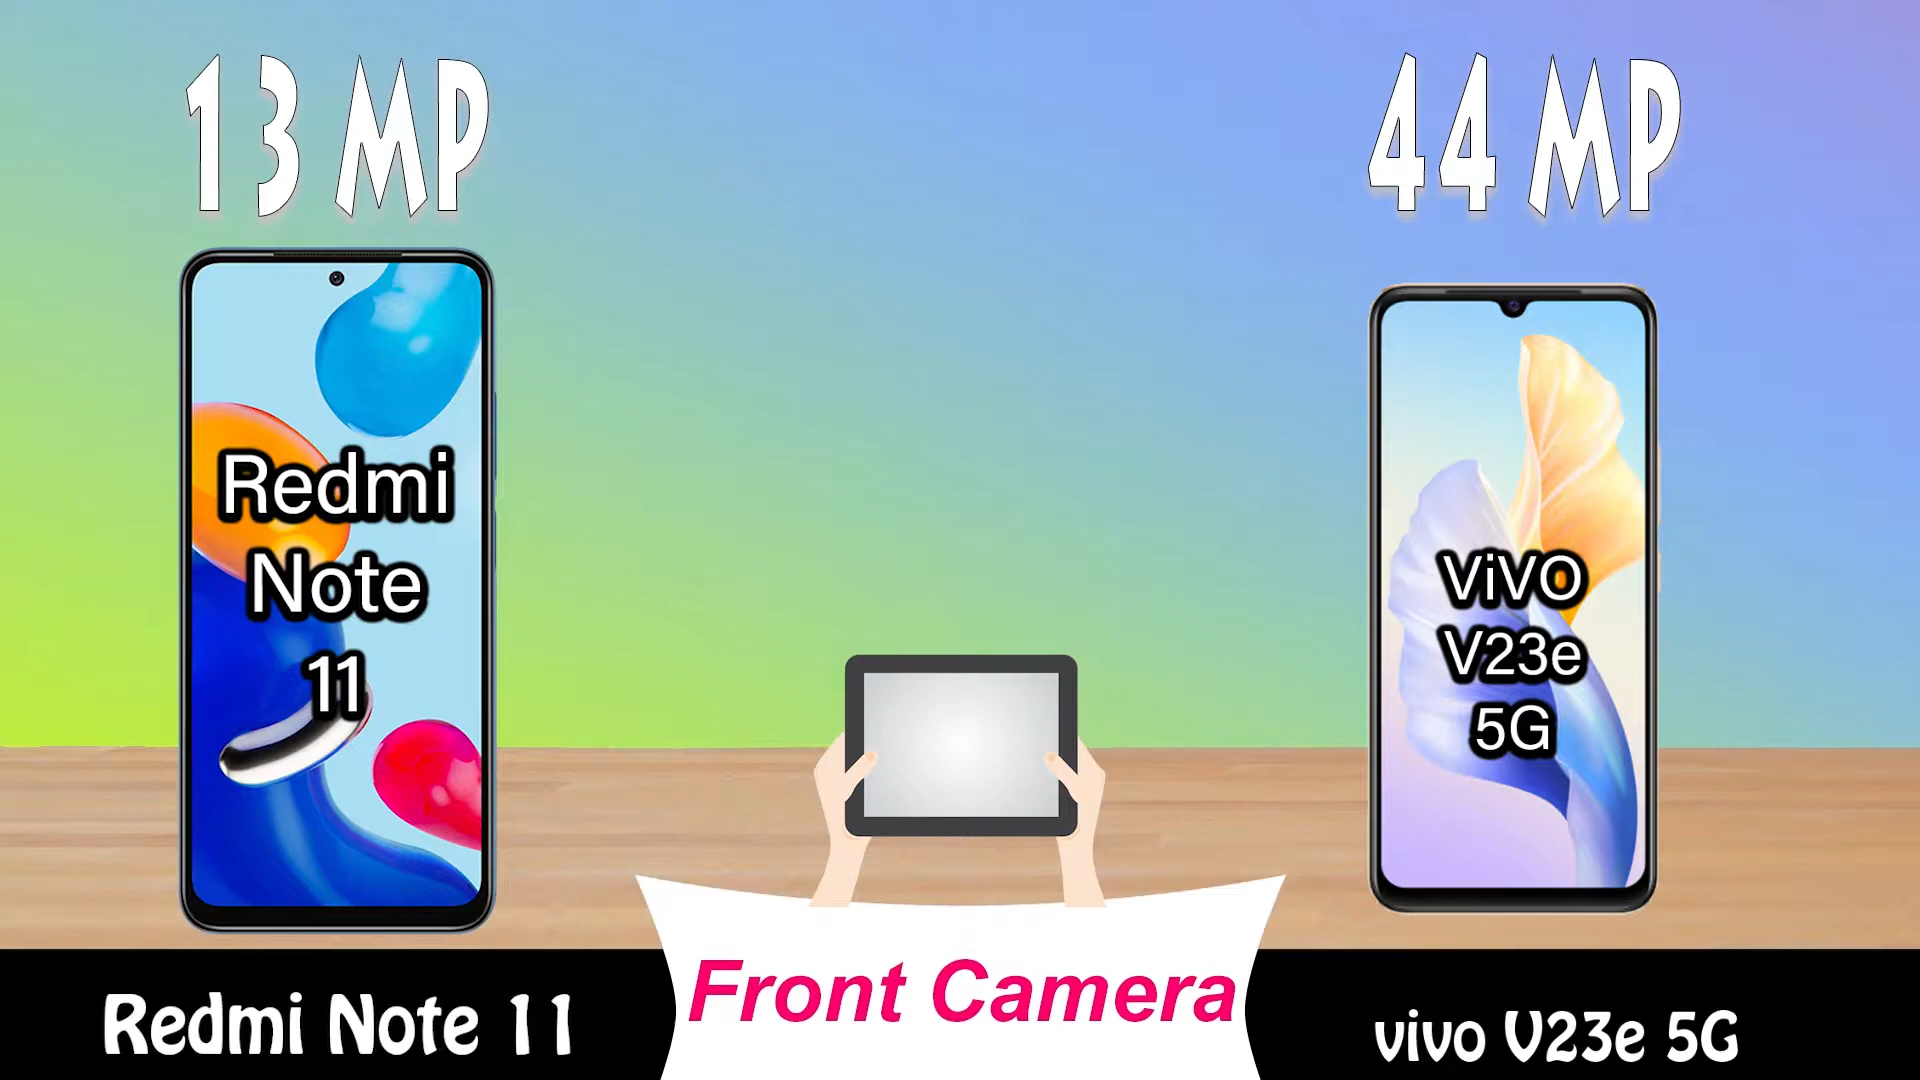 13 MP
44 MP
Redmi
Note
11
ViVO
V23e
5G
Front Camera
Redmi Note 11
vivo V23e 5G